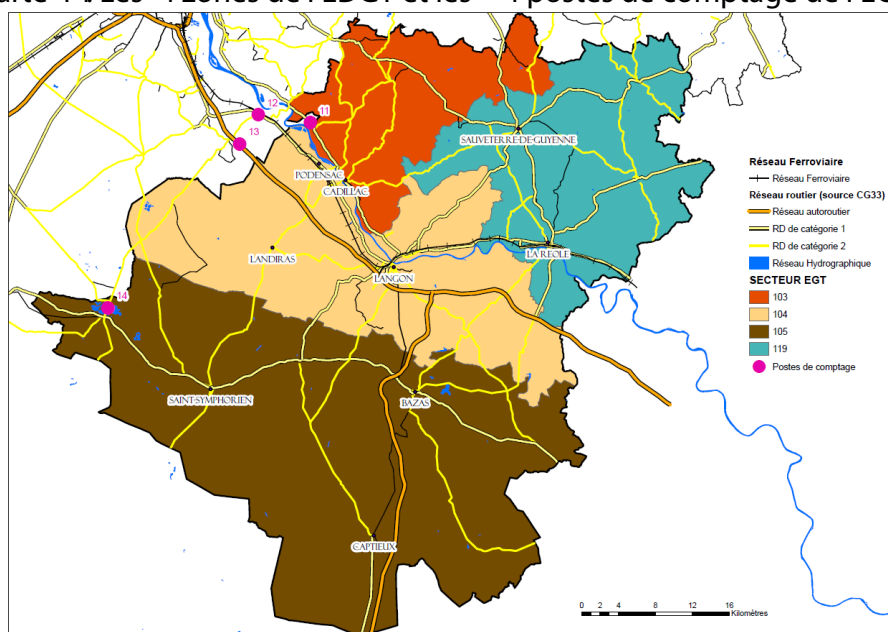 12
11
13
SAUVETERRE-DE-GUYENNE
PODENSAC
CADILLAC
LANDIRAS
LA REOLE
LANGON
14
SAINT-SYMPHORIEN
BAZAS
CAPTIEUX
Réseau Ferroviaire
Réseau Ferroviaire
Réseau routier (source CG33)
Réseau autoroutier
RD de catégorie 1
RD de catégorie 2
Réseau Hydrographique
SECTEUR EGT
103
104
105
119
Postes de comptage
0 2 4 8 12 16
Kilomètres